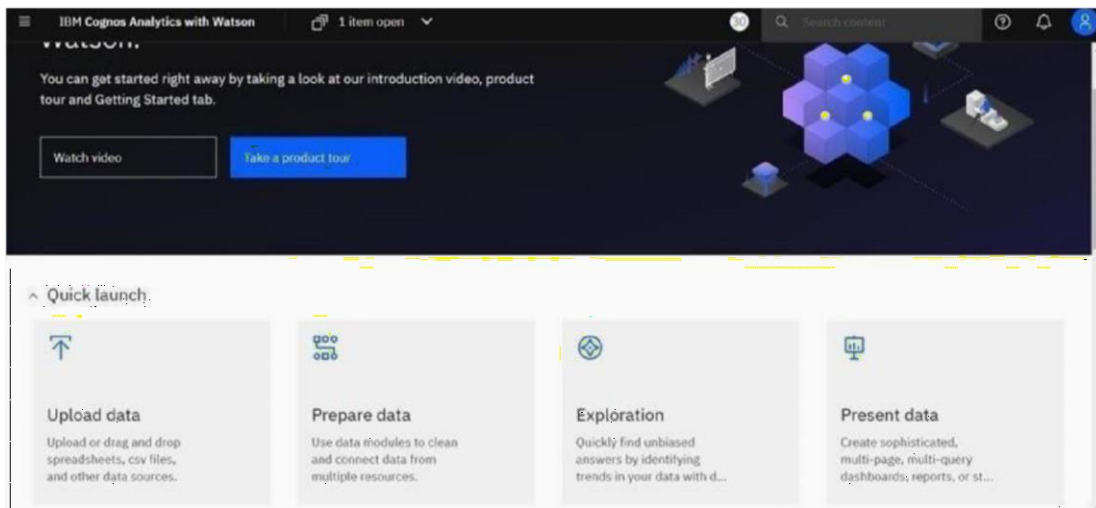 IBM Cognos Analytics with Watson
1 item open
30
Search content
Watson!
You can get started right away by taking a look at our introduction video, product
tour and Getting Started tab.
Watch video
Take a product tour
Quick launch
Upload data
Upload or drag and drop
spreadsheets, csv files,
and other data sources.
Prepare data
Use data modules to clean
and connect data from
multiple resources.
Exploration
Quickly find unbiased
answers by identifying
trends in your data with d...
Present data
Create sophisticated,
multi-page, multi-query
dashboards, reports, or st...